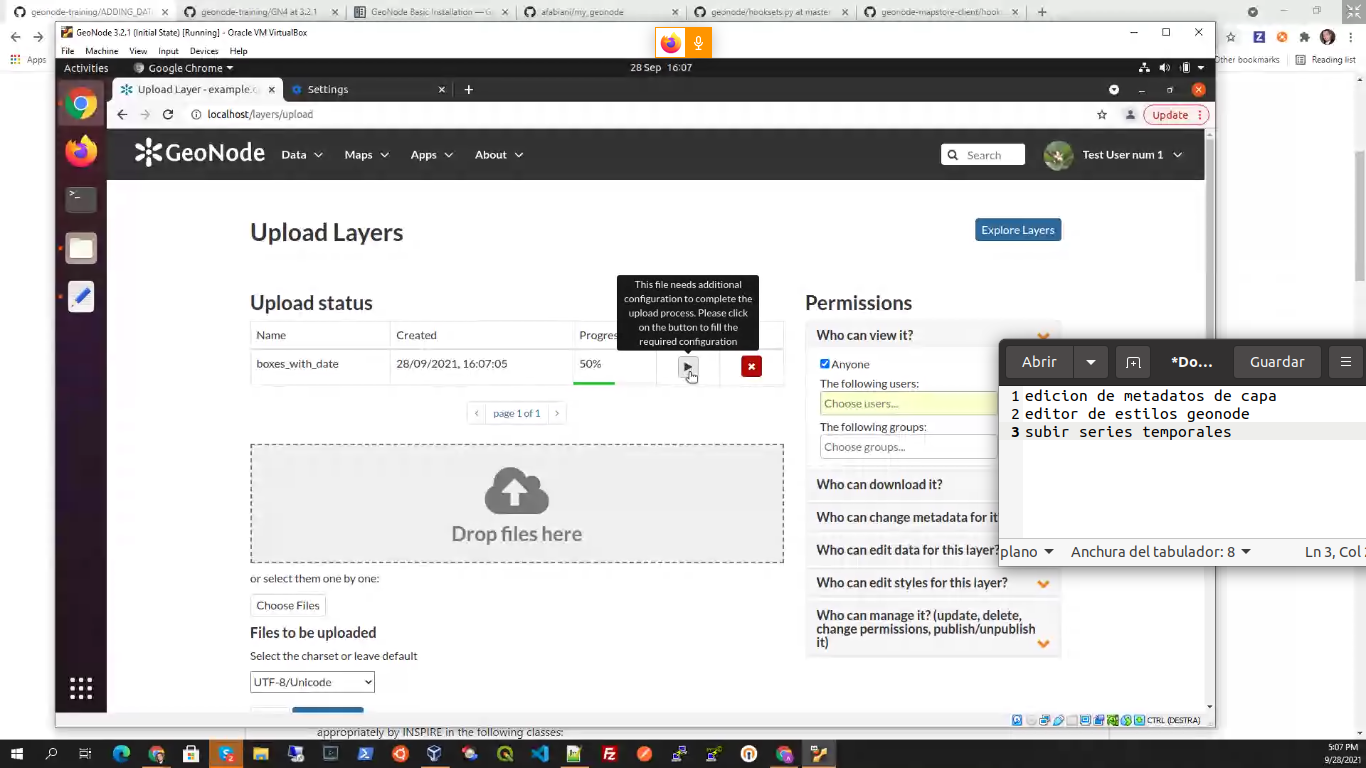 geonode-training/ADDING_DAT
geonode-training/GN4 at 3.2.1
GeoNode Basic Installation — G
afabiani/my_geonode
geonode/hooksets.py at master
geonode-mapstore-client/hook
Apps
Other bookmarks
Reading list
GeoNode 3.2.1 (Initial State) [Running] - Oracle VM VirtualBox
File Machine View Input Devices Help
Activities
Google Chrome
28 Sep 16:07
Upload Layer - example.c
Settings
localhost/layers/upload
Update
GeoNode
Data
Maps
Apps
About
Search
Test User num 1
Upload Layers
Explore Layers
This file needs additional
configuration to complete the
upload process. Please click
on the button to fill the
required configuration
Upload status
Name Created Progres
boxes_with_date 28/09/2021, 16:07:05 50%
page 1 of 1
Drop files here
or select them one by one:
Choose Files
Files to be uploaded
Select the charset or leave default
UTF-8/Unicode
Permissions
Who can view it?
Anyone
The following users:
Choose users...
The following groups:
Choose groups...
Who can download it?
Who can change metadata for it
Who can edit data for this layer?
Who can edit styles for this layer?
Who can manage it? (update, delete,
change permissions, publish/unpublish
it)
Abrir
*Do...
Guardar
1 edicion de metadatos de capa
2 editor de estilos geonode
3 subir series temporales
plano
Anchura del tabulador: 8
Ln 3, Col 2
CTRL (DESTRA)
appropriately by INSPIRE in the following classes:
5:07 PM
9/28/2021